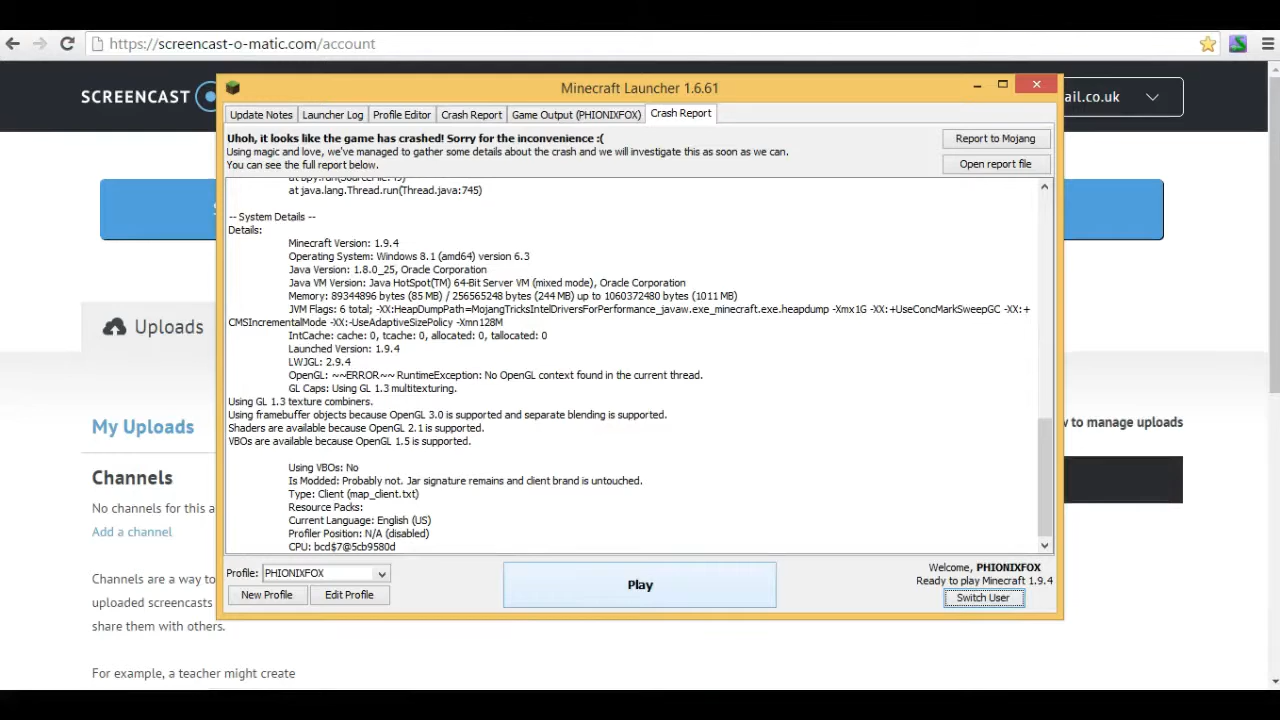 https://screencast-o-matic.com/account
SCREENCAST
ail.co.uk
Minecraft Launcher 1.6.61
Update Notes Launcher Log Profile Editor Crash Report Game Output (PHIONIXFOX) Crash Report
Uhoh, it looks like the game has crashed! Sorry for the inconvenience :(
Using magic and love, we've managed to gather some details about the crash and we will investigate this as soon as we can.
You can see the full report below.
Report to Mojang
Open report file
at java.lang.Thread.run(Thread.java:745)
-- System Details --
Details:
Minecraft Version: 1.9.4
Operating System: Windows 8.1 (amd64) version 6.3
Java Version: 1.8.0_25, Oracle Corporation
Java VM Version: Java HotSpot(TM) 64-Bit Server VM (mixed mode), Oracle Corporation
Memory: 89344896 bytes (85 MB) / 256565248 bytes (244 MB) up to 1060372480 bytes (1011 MB)
JVM Flags: 6 total; -XX:HeapDumpPath=MojangTricksIntelDriversForPerformance_javaw.exe_minecraft.exe.heapdump -Xmx1G -XX:+UseConcMarkSweepGC -XX:+
CMSIncrementalMode -XX:-UseAdaptiveSizePolicy -Xmn128M
IntCache: cache: 0, tcache: 0, allocated: 0, tallocated: 0
Launched Version: 1.9.4
LWJGL: 2.9.4
OpenGL: ~~ERROR~~ RuntimeException: No OpenGL context found in the current thread.
GL Caps: Using GL 1.3 multitexturing.
Using GL 1.3 texture combiners.
Using framebuffer objects because OpenGL 3.0 is supported and separate blending is supported.
Shaders are available because OpenGL 2.1 is supported.
VBOs are available because OpenGL 1.5 is supported.
Using VBOs: No
Is Modded: Probably not. Jar signature remains and client brand is untouched.
Type: Client (map_client.txt)
Resource Packs:
Current Language: English (US)
Profiler Position: N/A (disabled)
CPU: bcd$7@5cb9580d
Profile: PHIONIXFOX
New Profile Edit Profile
Play
Welcome, PHIONIXFOX
Ready to play Minecraft 1.9.4
Switch User
Uploads
My Uploads
Channels
No channels for this a
Add a channel
Channels are a way to
uploaded screencasts
share them with others.
For example, a teacher might create
w to manage uploads